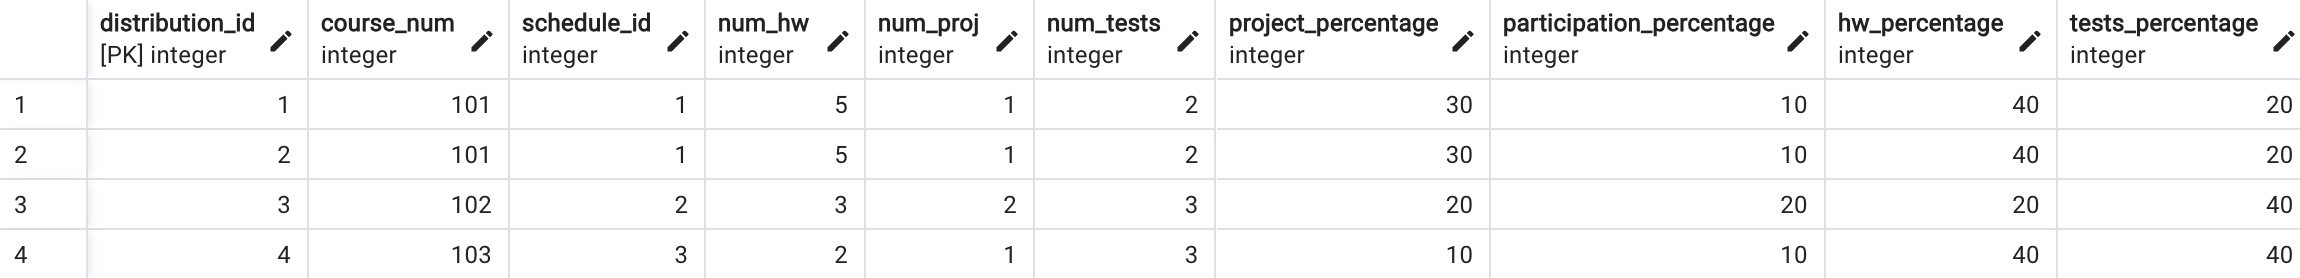 distribution_id course_num schedule_id num_hw num_proj num_tests project_percentage participation_percentage hw_percentage tests_percentage
[PK] integer integer integer integer integer integer integer integer integer integer
1 1 101 1 5 1 2 30 10 40 20
2 2 101 1 5 1 2 30 10 40 20
3 3 102 2 3 2 3 20 20 20 40
4 4 103 3 2 1 3 10 10 40 40